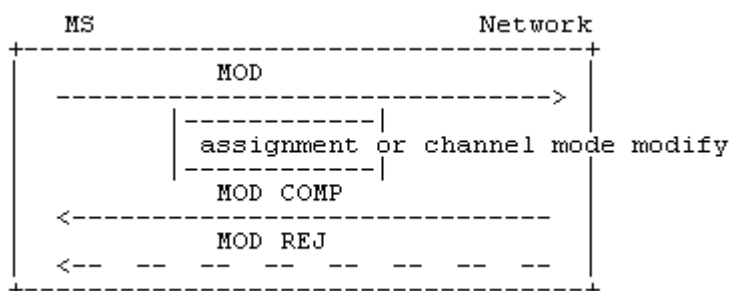 MS Network
MOD
assignment or channel mode modify
MOD COMP
MOD REJ